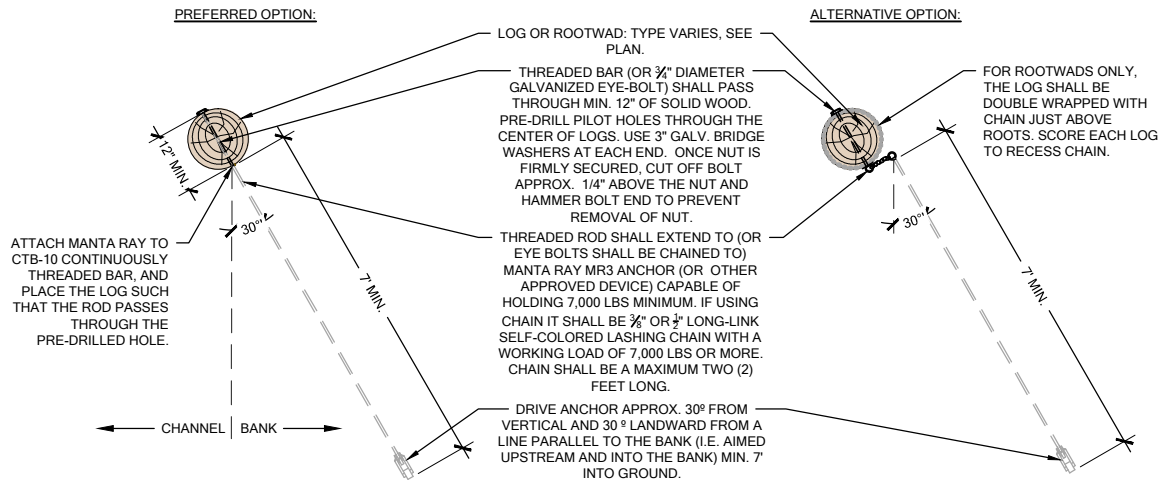 PREFERRED OPTION:
ALTERNATIVE OPTION:
LOG OR ROOTWAD: TYPE VARIES, SEE
PLAN.
THREADED BAR (OR ¾" DIAMETER
GALVANIZED EYE-BOLT) SHALL PASS
THROUGH MIN. 12" OF SOLID WOOD.
PRE-DRILL PILOT HOLES THROUGH THE
CENTER OF LOGS. USE 3" GALV. BRIDGE
WASHERS AT EACH END. ONCE NUT IS
FIRMLY SECURED, CUT OFF BOLT
APPROX. 1/4" ABOVE THE NUT AND
HAMMER BOLT END TO PREVENT
REMOVAL OF NUT.
FOR ROOTWADS ONLY,
THE LOG SHALL BE
DOUBLE WRAPPED WITH
CHAIN JUST ABOVE
ROOTS. SCORE EACH LOG
TO RECESS CHAIN.
12" MIN.
30°
7' MIN.
ATTACH MANTA RAY TO
CTB-10 CONTINUOUSLY
THREADED BAR, AND
PLACE THE LOG SUCH
THAT THE ROD PASSES
THROUGH THE
PRE-DRILLED HOLE.
THREADED ROD SHALL EXTEND TO (OR
EYE BOLTS SHALL BE CHAINED TO)
MANTA RAY MR3 ANCHOR (OR OTHER
APPROVED DEVICE) CAPABLE OF
HOLDING 7,000 LBS MINIMUM. IF USING
CHAIN IT SHALL BE ⅜" OR ½" LONG-LINK
SELF-COLORED LASHING CHAIN WITH A
WORKING LOAD OF 7,000 LBS OR MORE.
CHAIN SHALL BE A MAXIMUM TWO (2)
FEET LONG.
30°
7' MIN.
CHANNEL
BANK
DRIVE ANCHOR APPROX. 30º FROM
VERTICAL AND 30 º LANDWARD FROM A
LINE PARALLEL TO THE BANK (I.E. AIMED
UPSTREAM AND INTO THE BANK) MIN. 7'
INTO GROUND.